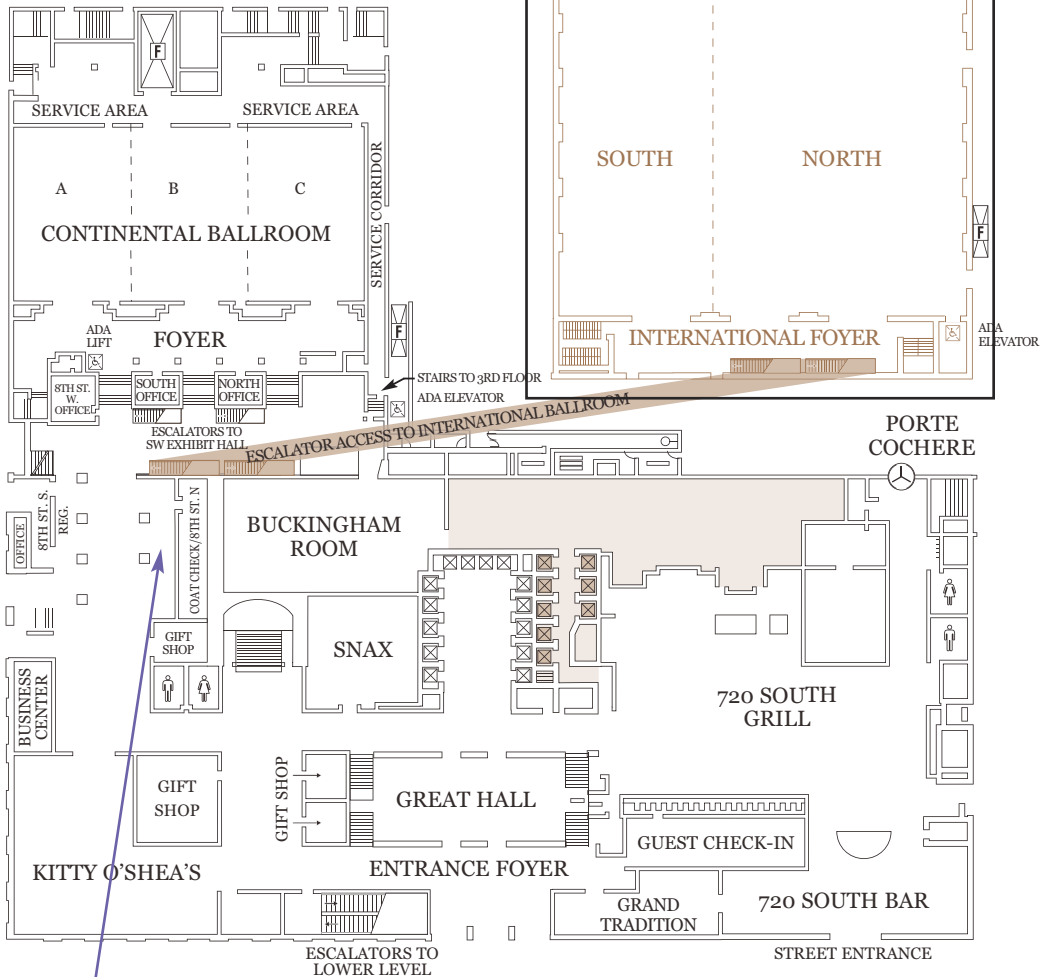 F
SERVICE AREA
SERVICE AREA
A
B
C
CONTINENTAL BALLROOM
SERVICE CORRIDOR
SOUTH
NORTH
F
ADA
LIFT
FOYER
F
INTERNATIONAL FOYER
ADA
ELEVATOR
8TH ST.
W.
OFFICE
SOUTH
OFFICE
NORTH
OFFICE
STAIRS TO 3RD FLOOR
ADA ELEVATOR
ESCALATORS TO
SW EXHIBIT HALL
ESCALATOR ACCESS TO INTERNATIONAL BALLROOM
PORTE
COCHERE
OFFICE
8TH ST. S.
REG.
COAT CHECK/8TH ST. N
BUCKINGHAM
ROOM
GIFT
SHOP
SNAX
BUSINESS
CENTER
720 SOUTH
GRILL
GIFT
SHOP
GIFT SHOP
GREAT HALL
GUEST CHECK-IN
KITTY O'SHEA'S
ENTRANCE FOYER
GRAND
TRADITION
720 SOUTH BAR
ESCALATORS TO
LOWER LEVEL
STREET ENTRANCE